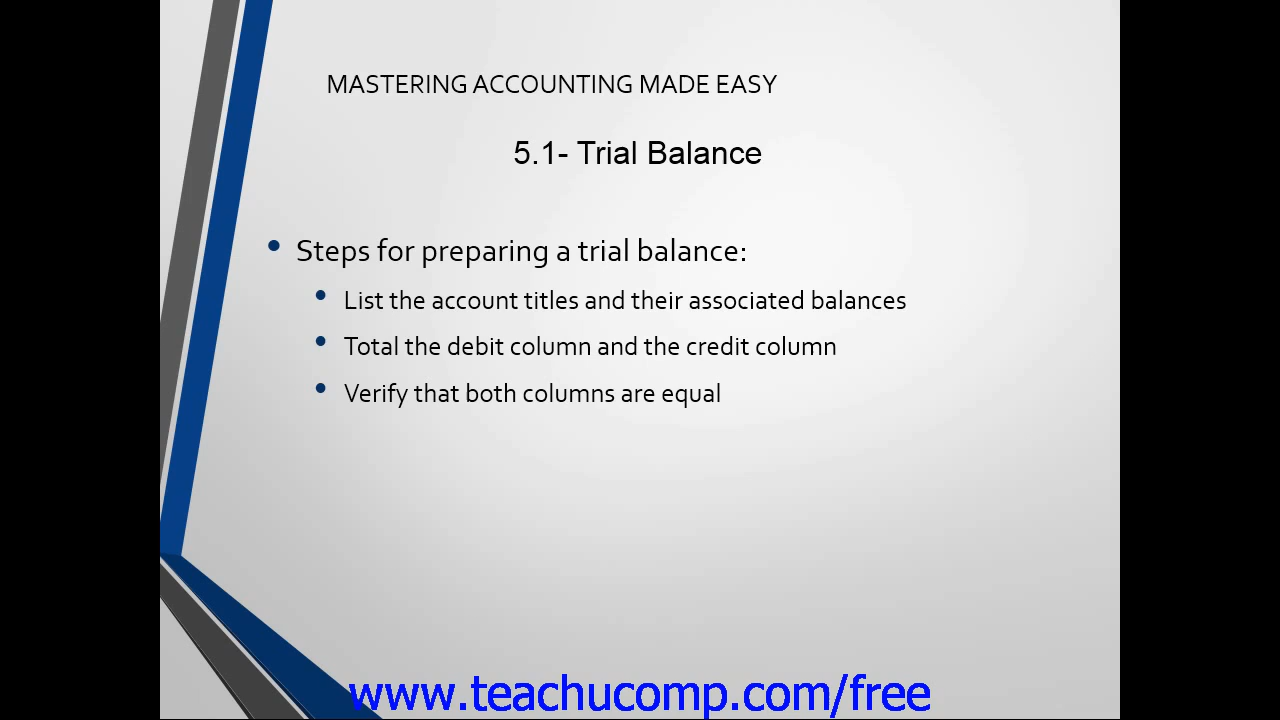 MASTERING ACCOUNTING MADE EASY
5.1- Trial Balance
• Steps for preparing a trial balance:
• List the account titles and their associated balances
• Total the debit column and the credit column
• Verify that both columns are equal
www.teachucomp.com/free